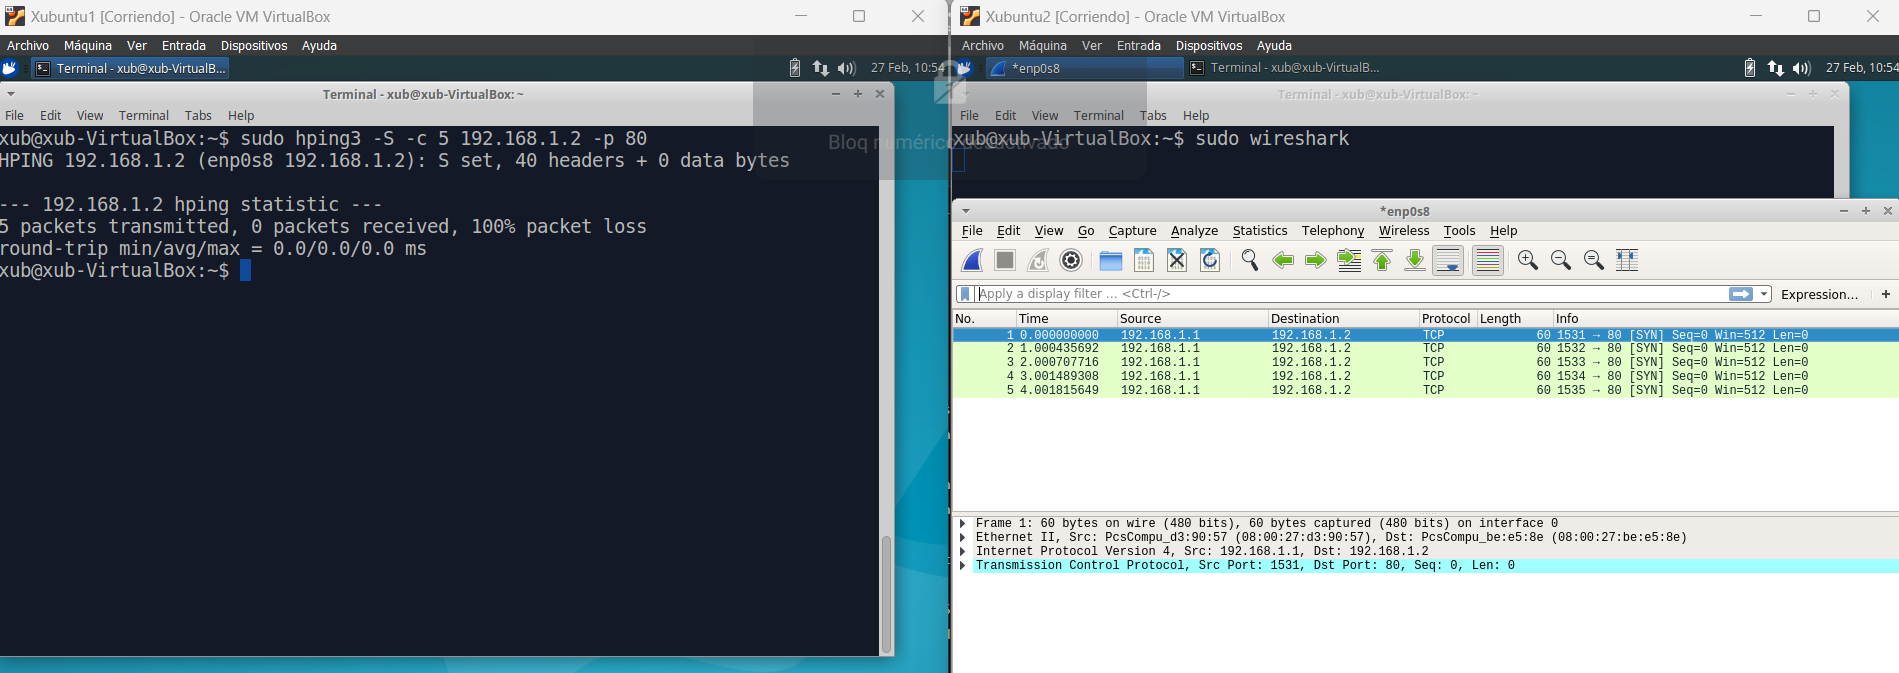 Xubuntu1 [Corriendo] - Oracle VM VirtualBox
Archivo Máquina Ver Entrada Dispositivos Ayuda
Terminal - xub@xub-VirtualB...
27 Feb, 10:54
Terminal - xub@xub-VirtualBox: ~
File Edit View Terminal Tabs Help
xub@xub-VirtualBox:~$ sudo hping3 -S -c 5 192.168.1.2 -p 80
HPING 192.168.1.2 (enp0s8 192.168.1.2): S set, 40 headers + 0 data bytes
--- 192.168.1.2 hping statistic ---
5 packets transmitted, 0 packets received, 100% packet loss
round-trip min/avg/max = 0.0/0.0/0.0 ms
xub@xub-VirtualBox:~$
Bloq numérico desactivado
Xubuntu2 [Corriendo] - Oracle VM VirtualBox
Archivo Máquina Ver Entrada Dispositivos Ayuda
*enp0s8
Terminal - xub@xub-VirtualB...
27 Feb, 10:54
Terminal - xub@xub-VirtualBox: ~
File Edit View Terminal Tabs Help
xub@xub-VirtualBox:~$ sudo wireshark
*enp0s8
File Edit View Go Capture Analyze Statistics Telephony Wireless Tools Help
Apply a display filter ... <Ctrl-/>
Expression... +
No. Time Source Destination Protocol Length Info
1 0.000000000 192.168.1.1 192.168.1.2 TCP 60 1531 → 80 [SYN] Seq=0 Win=512 Len=0
2 1.000435692 192.168.1.1 192.168.1.2 TCP 60 1532 → 80 [SYN] Seq=0 Win=512 Len=0
3 2.000707716 192.168.1.1 192.168.1.2 TCP 60 1533 → 80 [SYN] Seq=0 Win=512 Len=0
4 3.001489308 192.168.1.1 192.168.1.2 TCP 60 1534 → 80 [SYN] Seq=0 Win=512 Len=0
5 4.001815649 192.168.1.1 192.168.1.2 TCP 60 1535 → 80 [SYN] Seq=0 Win=512 Len=0
Frame 1: 60 bytes on wire (480 bits), 60 bytes captured (480 bits) on interface 0
Ethernet II, Src: PcsCompu_d3:90:57 (08:00:27:d3:90:57), Dst: PcsCompu_be:e5:8e (08:00:27:be:e5:8e)
Internet Protocol Version 4, Src: 192.168.1.1, Dst: 192.168.1.2
Transmission Control Protocol, Src Port: 1531, Dst Port: 80, Seq: 0, Len: 0